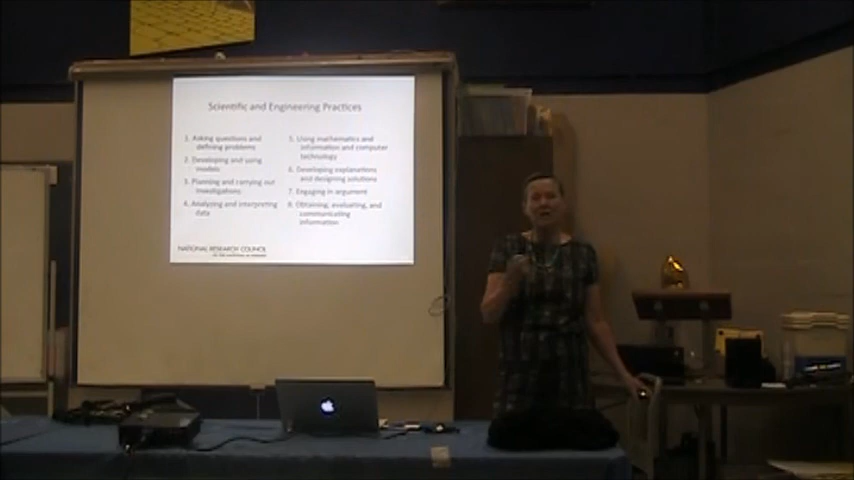 Scientific and Engineering Practices
1. Asking questions and
defining problems
2. Developing and using
models
3. Planning and carrying out
investigations
4. Analyzing and interpreting
data
5. Using mathematics and
information and computer
technology
6. Developing explanations
and designing solutions
7. Engaging in argument
8. Obtaining, evaluating, and
communicating
information
NATIONAL RESEARCH COUNCIL